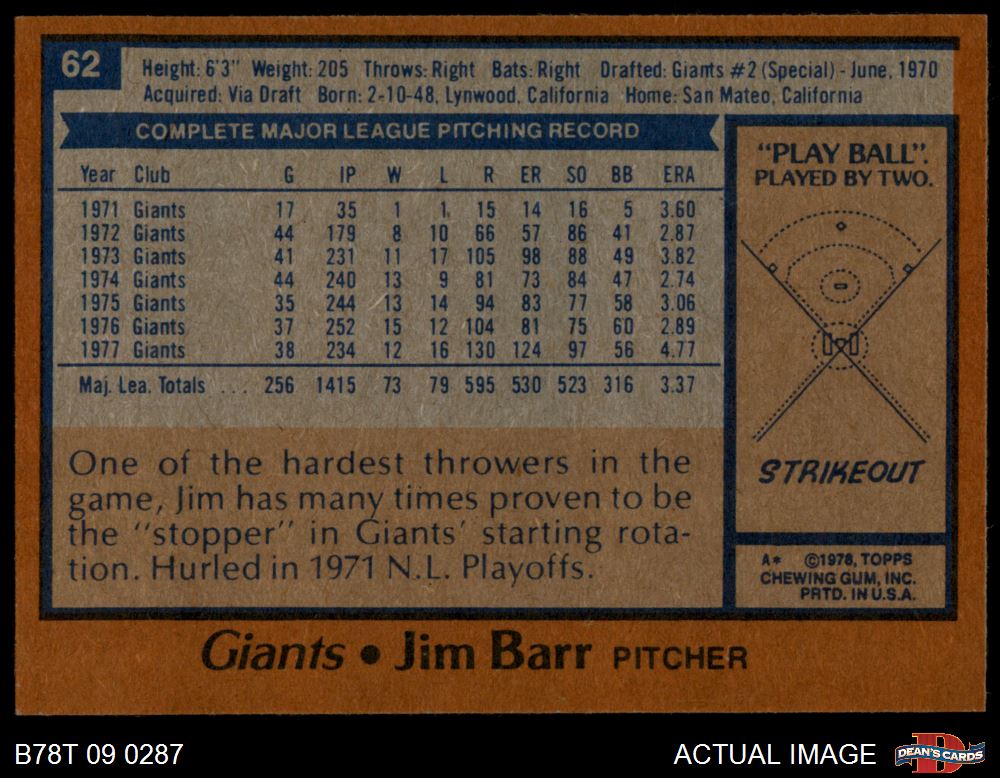 62
Height: 6'3" Weight: 205 Throws: Right Bats: Right Drafted: Giants #2 (Special) - June, 1970
Acquired: Via Draft Born: 2-10-48, Lynwood, California Home: San Mateo, California
COMPLETE MAJOR LEAGUE PITCHING RECORD
Year Club G IP W L R ER SO BB ERA
1971 Giants 17 35 1 1 15 14 16 5 3.60
1972 Giants 44 179 8 10 66 57 86 41 2.87
1973 Giants 41 231 11 17 105 98 88 49 3.82
1974 Giants 44 240 13 9 81 73 84 47 2.74
1975 Giants 35 244 13 14 94 83 77 58 3.06
1976 Giants 37 252 15 12 104 81 75 60 2.89
1977 Giants 38 234 12 16 130 124 97 56 4.77
Maj. Lea. Totals . . . 256 1415 73 79 595 530 523 316 3.37
One of the hardest throwers in the
game, Jim has many times proven to be
the "stopper" in Giants' starting rota-
tion. Hurled in 1971 N.L. Playoffs.
"PLAY BALL".
PLAYED BY TWO.
STRIKEOUT
A* ©1978, TOPPS
CHEWING GUM, INC.
PRTD. IN U.S.A.
Giants • Jim Barr PITCHER
B78T 09 0287
ACTUAL IMAGE
DEAN'S CARDS